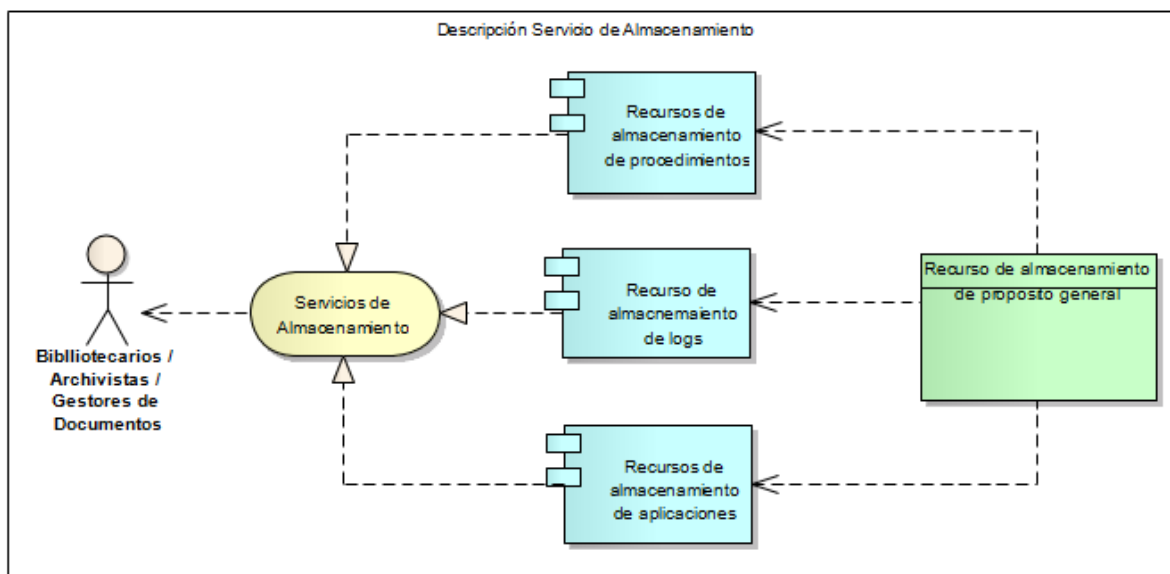 Descripción Servicio de Almacenamiento
Recursos de
almacenamiento
de procedimientos
Servicios de
Almacenamiento
Biblliotecarios /
Archivistas /
Gestores de
Documentos
Recurso de
almacnemaiento
de logs
Recurso de almacenamiento
de proposto general
Recursos de
almacenamiento
de aplicaciones